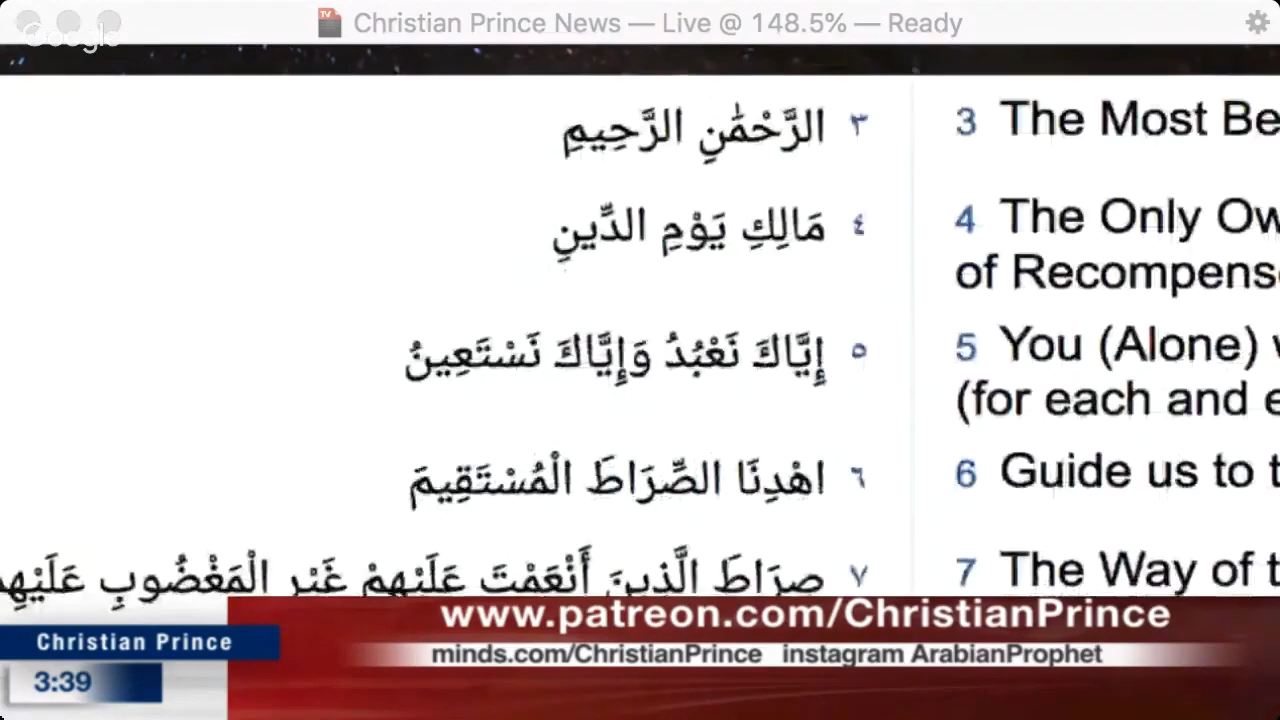 Christian Prince News — Live @ 148.5% — Ready
Google
الرَّحْمَٰنِ الرَّحِيمِ ٣
3 The Most Be
مَالِكِ يَوْمِ الدِّينِ ٤
4 The Only Ow
of Recompense
إِيَّاكَ نَعْبُدُ وَإِيَّاكَ نَسْتَعِينُ ٥
5 You (Alone) w
(for each and e
اهْدِنَا الصِّرَاطَ الْمُسْتَقِيمَ ٦
6 Guide us to t
صِرَاطَ الَّذِينَ أَنْعَمْتَ عَلَيْهِمْ غَيْرِ الْمَغْضُوبِ عَلَيْهِم ٧
7 The Way of t
www.patreon.com/ChristianPrince
Christian Prince
minds.com/ChristianPrince instagram ArabianProphet
3:39